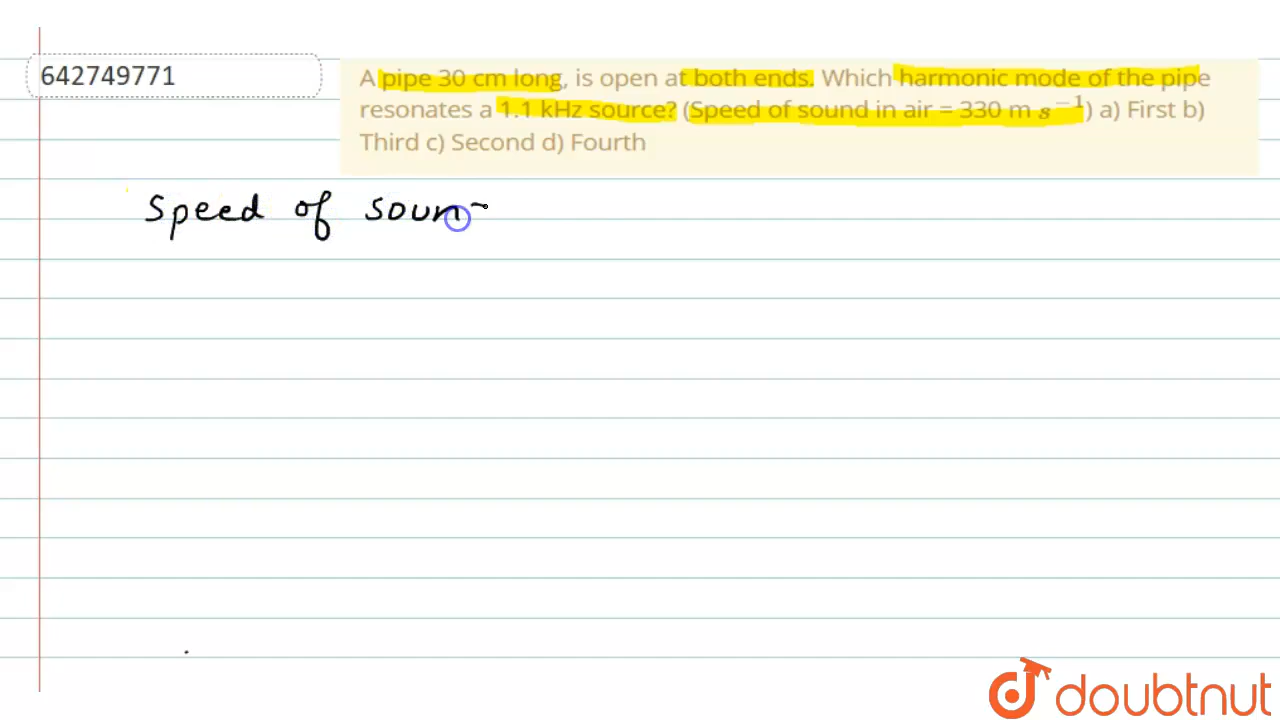 642749771
A pipe 30 cm long, is open at both ends. Which harmonic mode of the pipe
resonates a 1.1 kHz source? (Speed of sound in air = 330 m s⁻¹) a) First b)
Third c) Second d) Fourth
Speed of soun
doubtnut